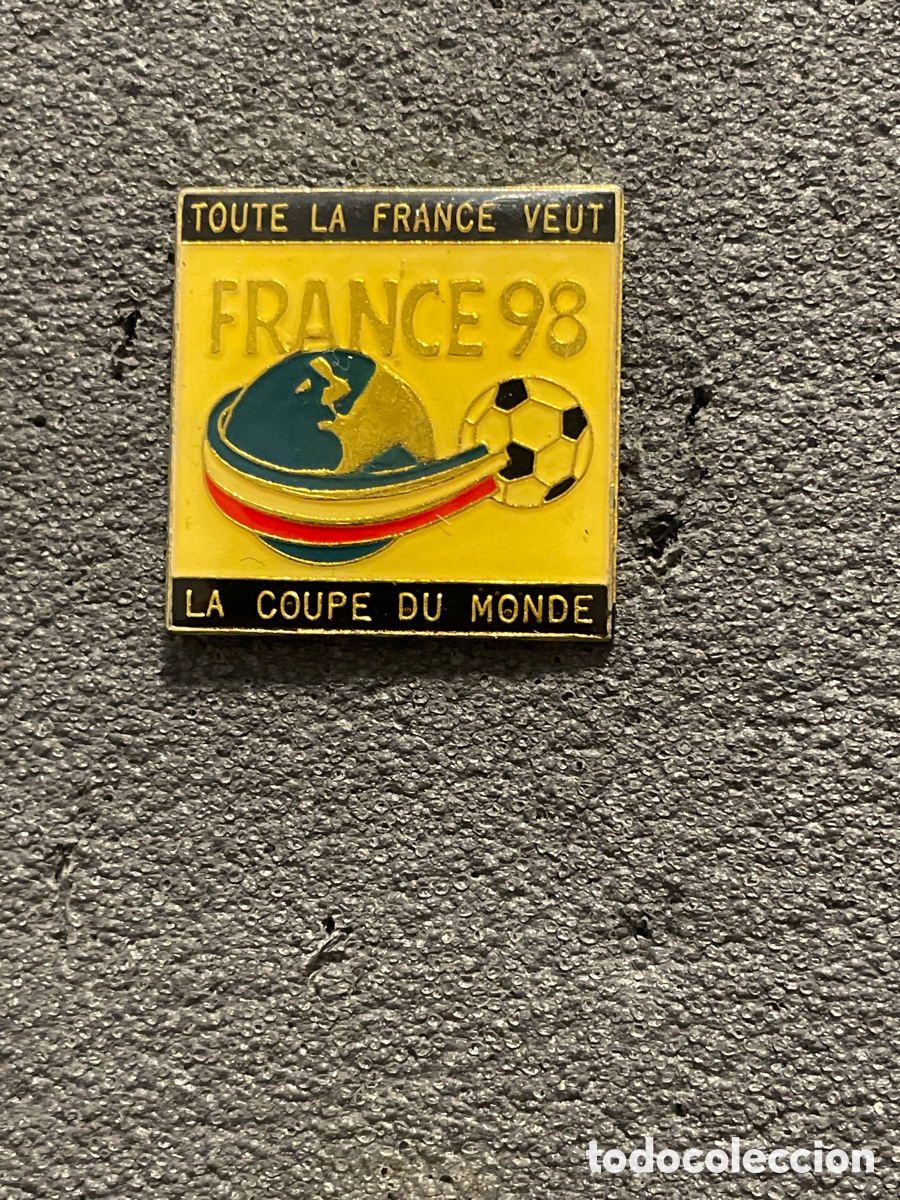 TOUTE LA FRANCE VEUT
FRANCE 98
LA COUPE DU MONDE
todocoleccion